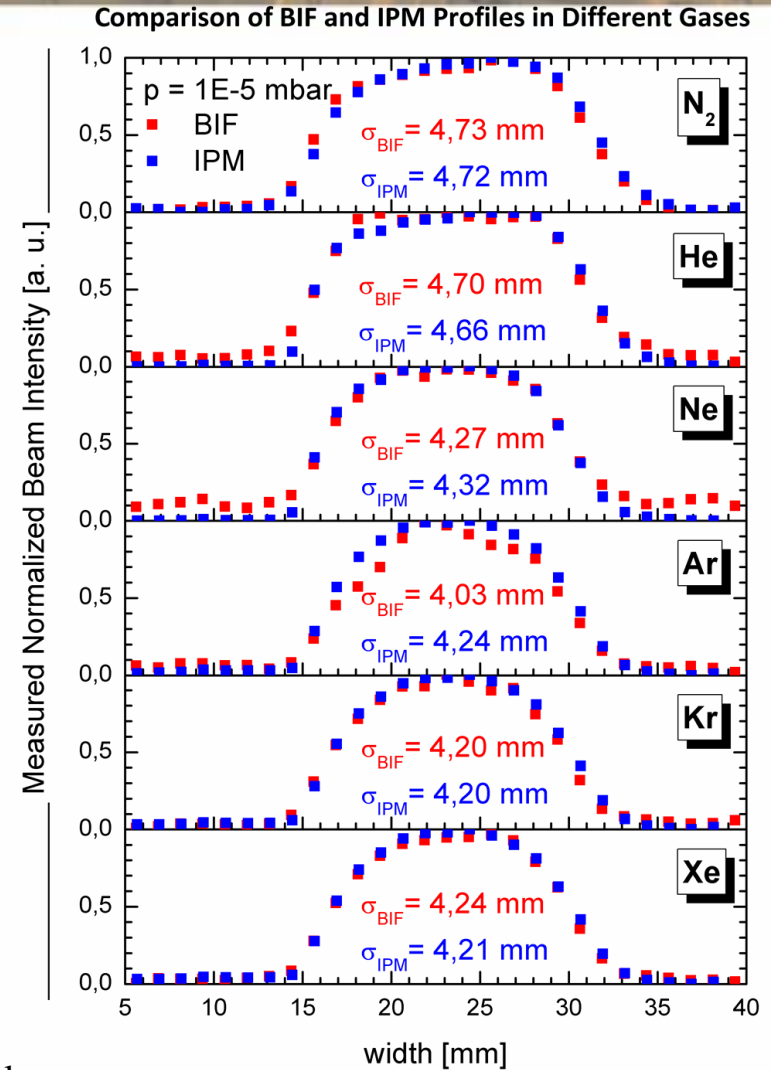 Comparison of BIF and IPM Profiles in Different Gases
Measured Normalized Beam Intensity [a. u.]
1,0
p = 1E-5 mbar
BIF
IPM
N2
σBIF= 4,73 mm
0,5
σIPM= 4,72 mm
0,0
He
σBIF= 4,70 mm
0,5
σIPM= 4,66 mm
0,0
Ne
σBIF= 4,27 mm
0,5
σIPM= 4,32 mm
0,0
Ar
σBIF= 4,03 mm
0,5
σIPM= 4,24 mm
0,0
Kr
σBIF= 4,20 mm
0,5
σIPM= 4,20 mm
0,0
Xe
σBIF= 4,24 mm
0,5
σIPM= 4,21 mm
0,0
5 10 15 20 25 30 35 40
width [mm]